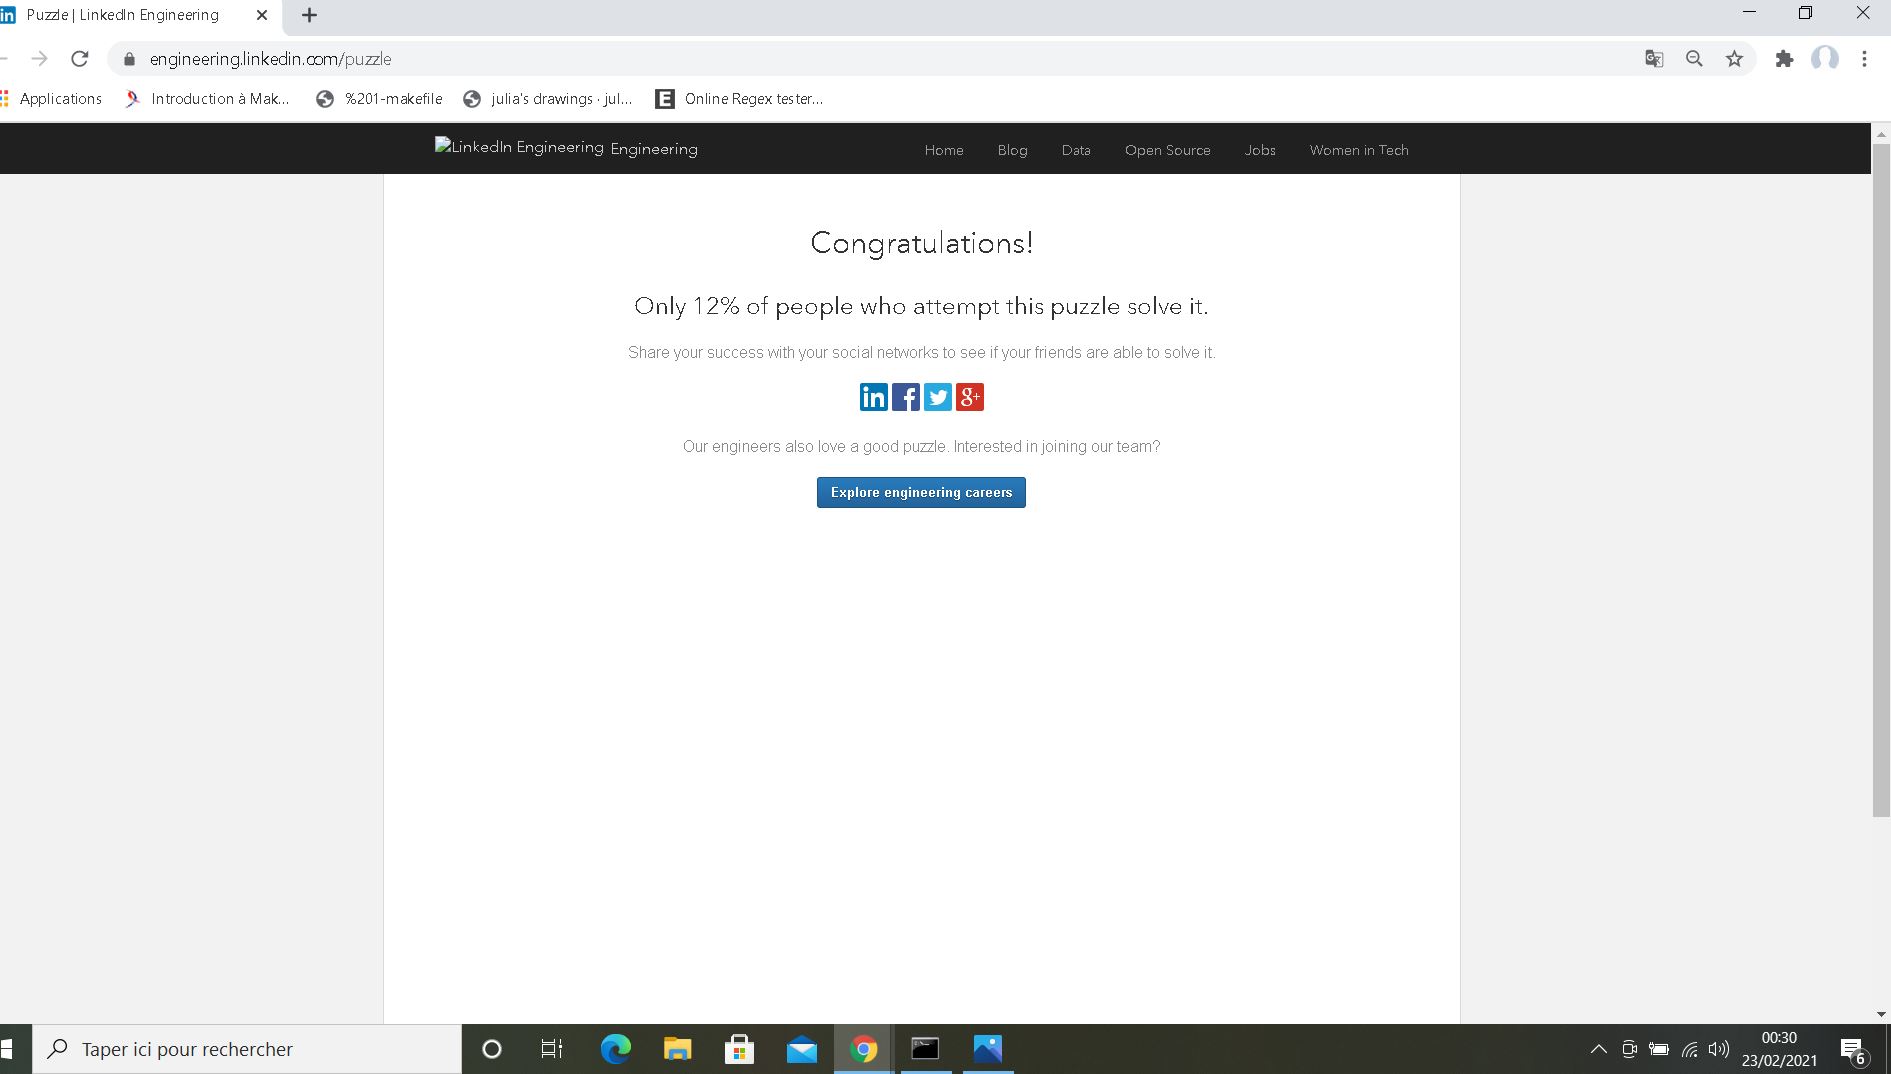 Puzzle | LinkedIn Engineering
engineering.linkedin.com/puzzle
Applications Introduction à Mak... %201-makefile julia's drawings · jul... E Online Regex tester...
LinkedIn Engineering Engineering Home Blog Data Open Source Jobs Women in Tech
Congratulations!
Only 12% of people who attempt this puzzle solve it.
Share your success with your social networks to see if your friends are able to solve it.
in f g+
Our engineers also love a good puzzle. Interested in joining our team?
Explore engineering careers
Taper ici pour rechercher
00:30
23/02/2021
6